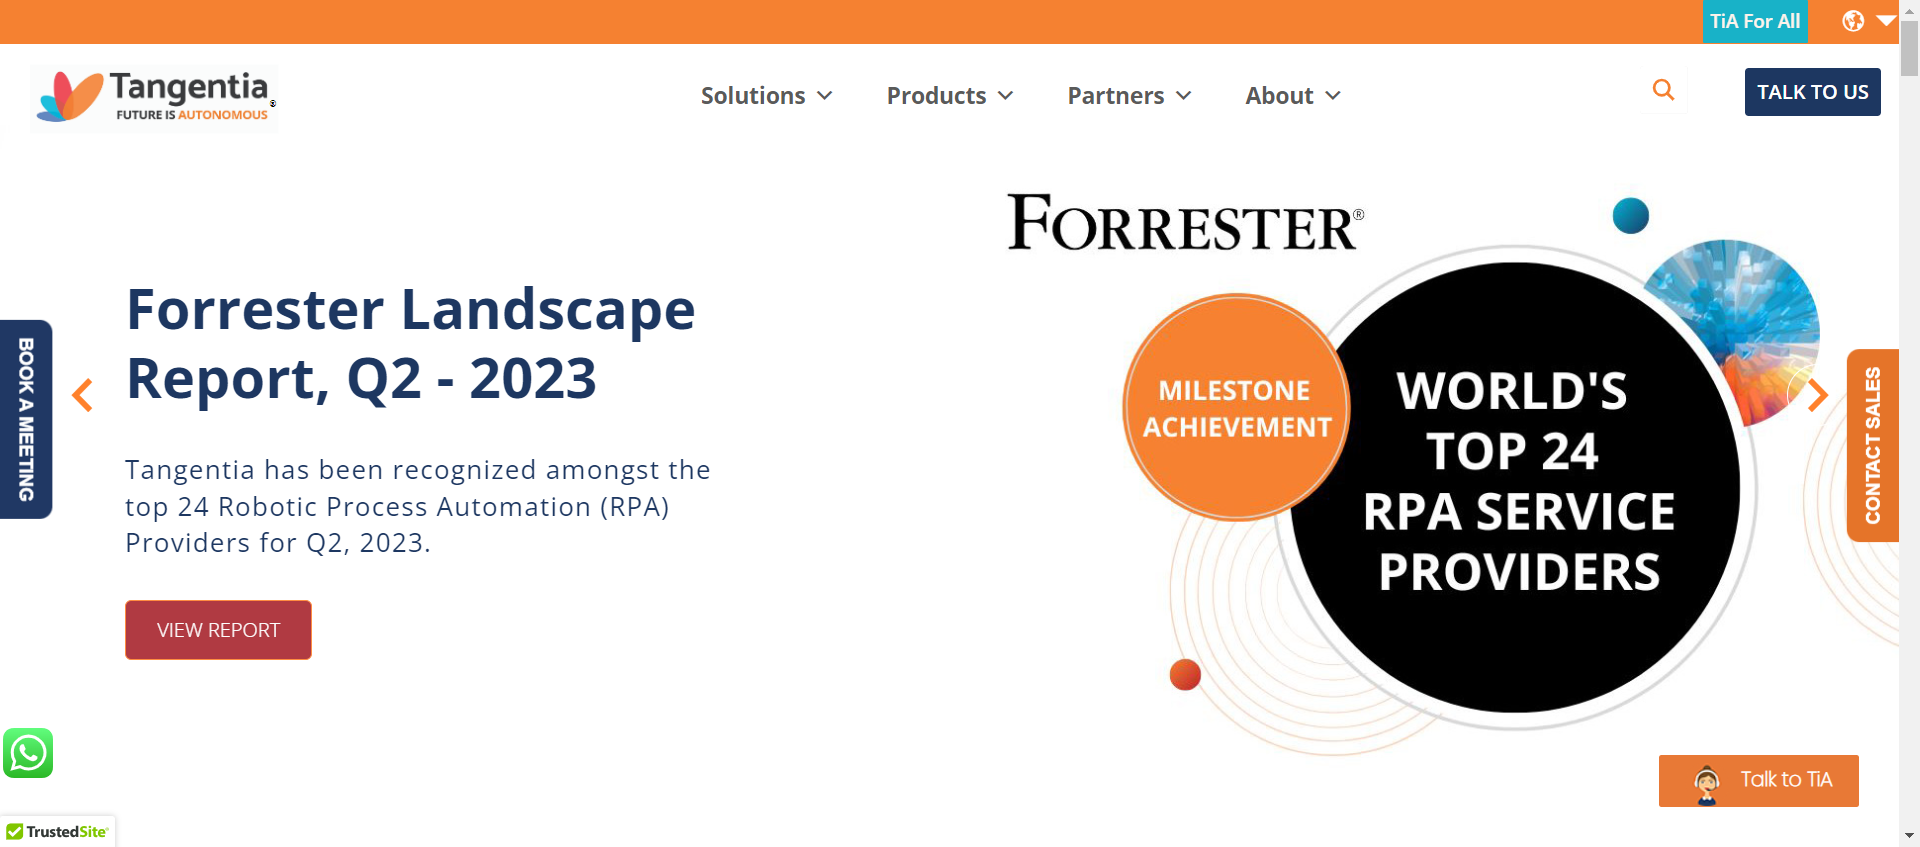 TiA For All
Tangentia®
FUTURE IS AUTONOMOUS
Solutions
Products
Partners
About
TALK TO US
FORRESTER®
Forrester Landscape
Report, Q2 - 2023
Tangentia has been recognized amongst the
top 24 Robotic Process Automation (RPA)
Providers for Q2, 2023.
VIEW REPORT
MILESTONE
ACHIEVEMENT
WORLD'S
TOP 24
RPA SERVICE
PROVIDERS
BOOK A MEETING
CONTACT SALES
Talk to TiA
TrustedSite